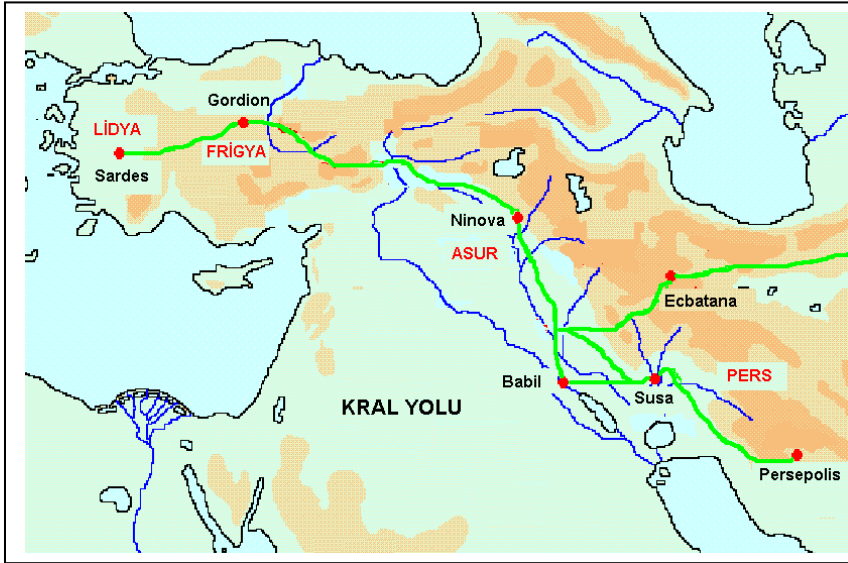 Gordion
LİDYA
FRİGYA
Sardes
Ninova
ASUR
Ecbatana
PERS
Babil
Susa
KRAL YOLU
Persepolis